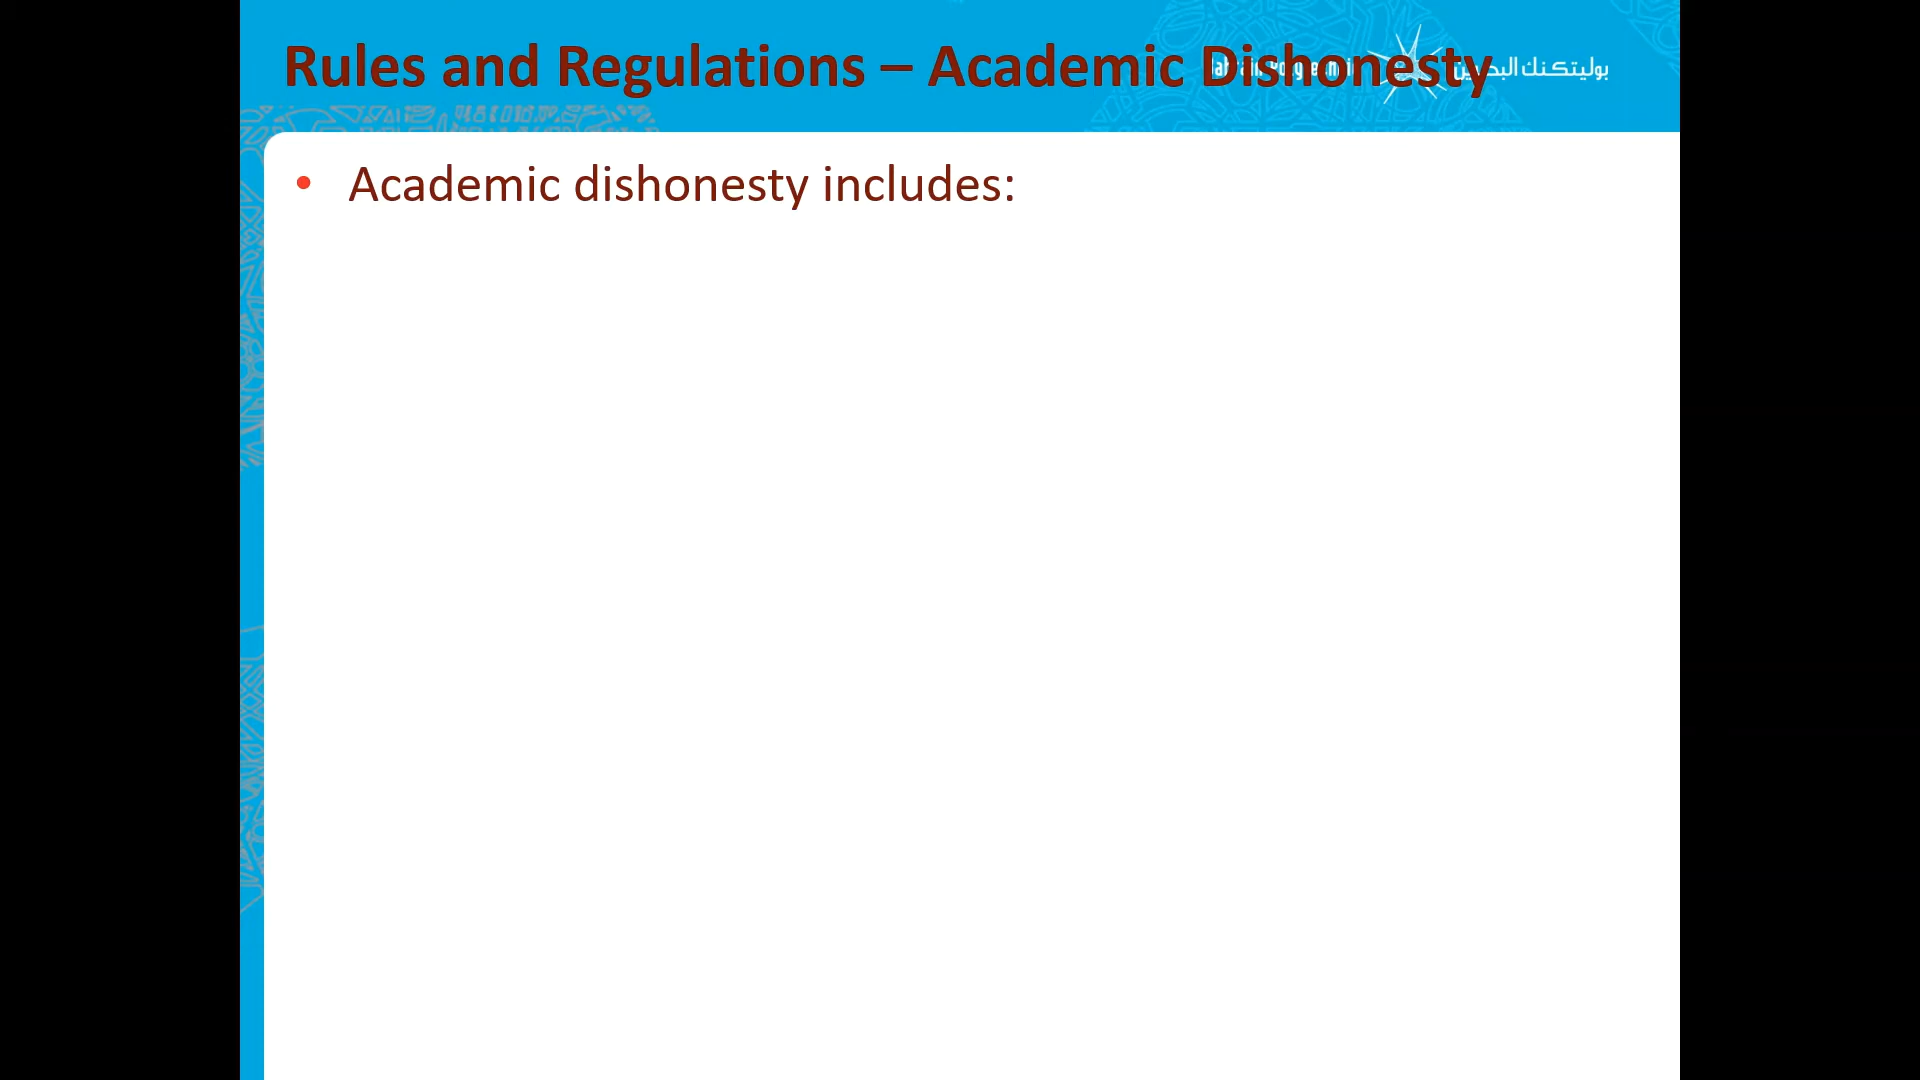 Rules and Regulations – Academic Dishonesty
بوليتكنك البحرين
• Academic dishonesty includes: